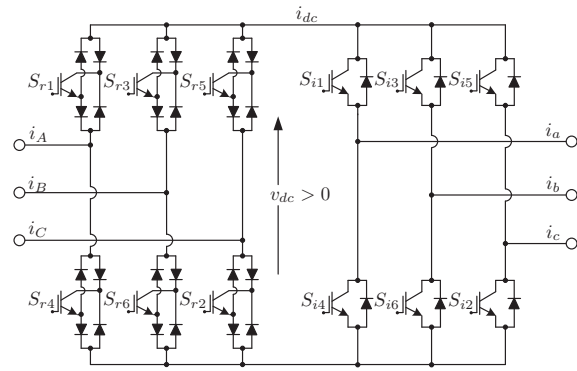 i_dc
S_r1 S_r3 S_r5 S_i1 S_i3 S_i5
i_A i_a
i_B v_dc > 0 i_b
i_C i_c
S_r4 S_r6 S_r2 S_i4 S_i6 S_i2